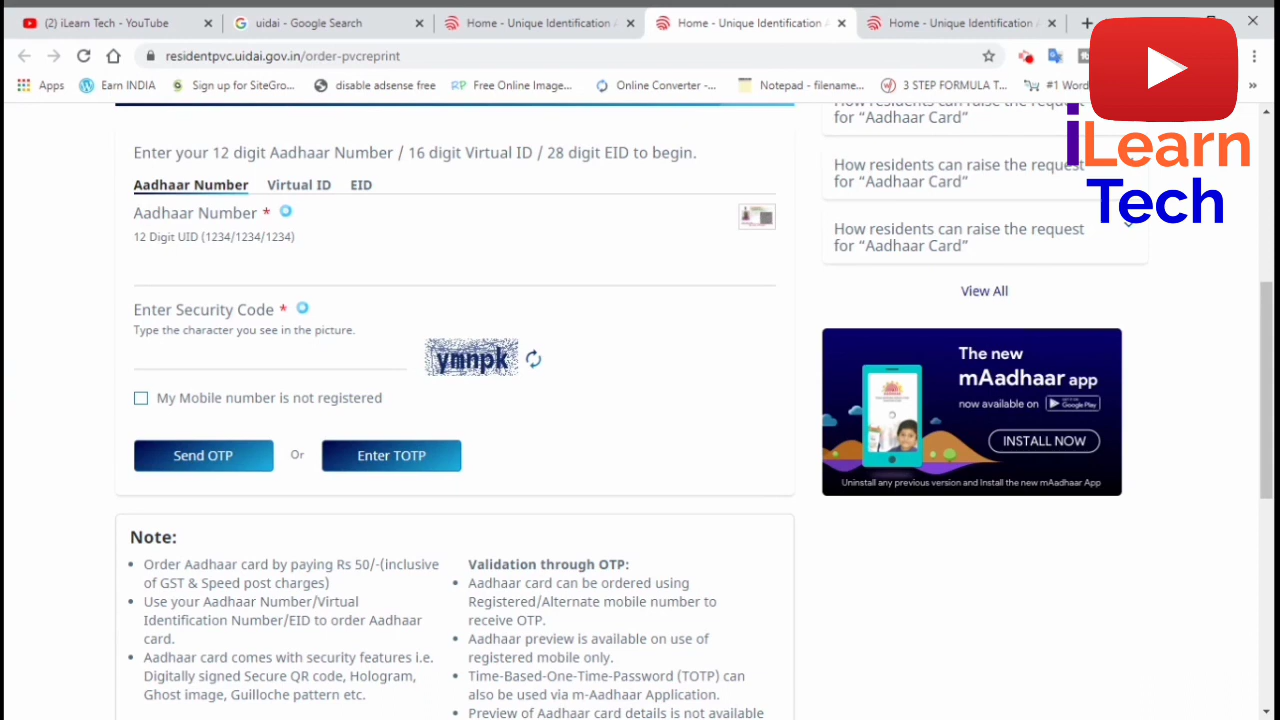 (2) iLearn Tech - YouTube
uidai - Google Search
Home - Unique Identification
Home - Unique Identification
Home - Unique Identification
residentpvc.uidai.gov.in/order-pvcreprint
Apps
Earn INDIA
Sign up for SiteGro...
disable adsense free
RP Free Online Image...
Online Converter -...
Notepad - filename...
3 STEP FORMULA T...
#1 Word
iLearn
Tech
Enter your 12 digit Aadhaar Number / 16 digit Virtual ID / 28 digit EID to begin.
Aadhaar Number Virtual ID EID
Aadhaar Number *
12 Digit UID (1234/1234/1234)
Enter Security Code *
Type the character you see in the picture.
ymnpk
My Mobile number is not registered
Send OTP Or Enter TOTP
How residents can raise the request
for “Aadhaar Card”
How residents can raise the request
for “Aadhaar Card”
How residents can raise the request
for “Aadhaar Card”
View All
The new
mAadhaar app
now available on Google Play
INSTALL NOW
Uninstall any previous version and Install the new mAadhaar App
Note:
Order Aadhaar card by paying Rs 50/-(inclusive
of GST & Speed post charges)
Use your Aadhaar Number/Virtual
Identification Number/EID to order Aadhaar
card.
Aadhaar card comes with security features i.e.
Digitally signed Secure QR code, Hologram,
Ghost image, Guilloche pattern etc.
Validation through OTP:
Aadhaar card can be ordered using
Registered/Alternate mobile number to
receive OTP.
Aadhaar preview is available on use of
registered mobile only.
Time-Based-One-Time-Password (TOTP) can
also be used via m-Aadhaar Application.
Preview of Aadhaar card details is not available